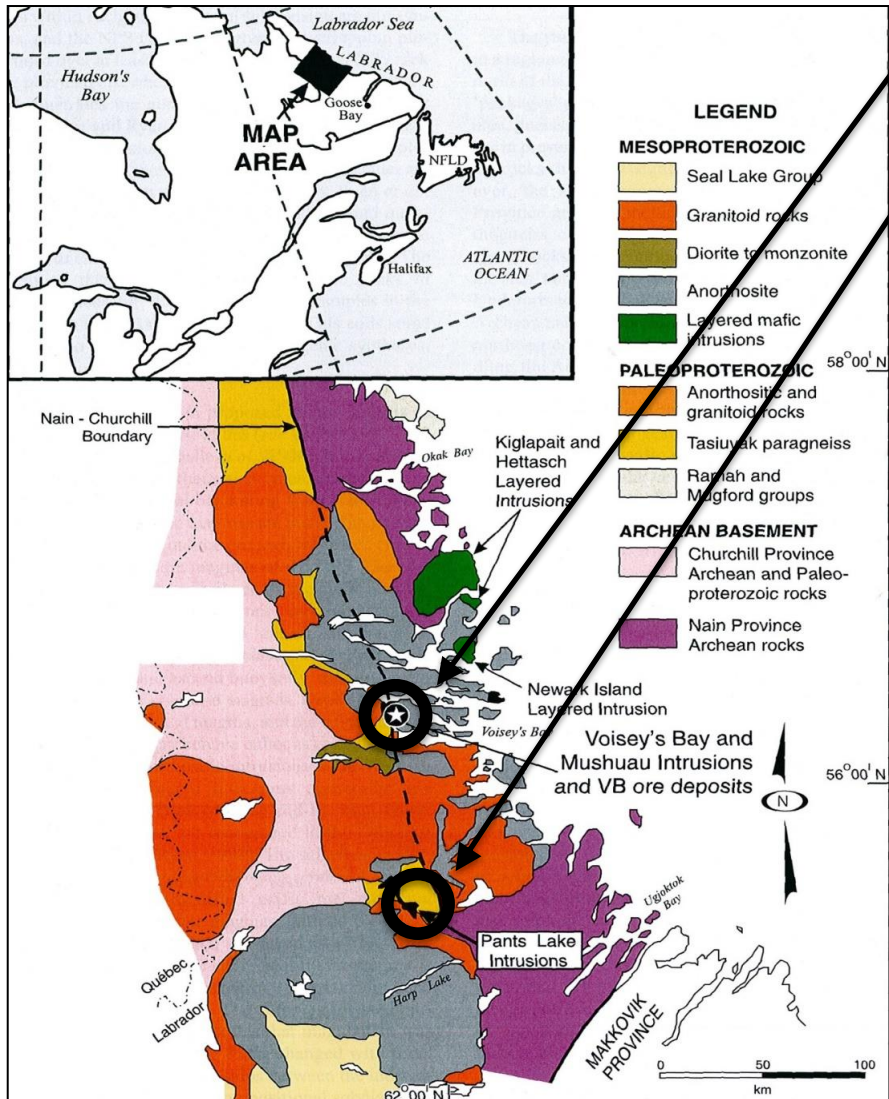 Labrador Sea
Hudson's
Bay
LABRADOR
Goose
Bay
MAP
AREA
NFLD
Halifax
ATLANTIC
OCEAN
LEGEND
MESOPROTEROZOIC
Seal Lake Group
Granitoid rocks
Diorite to monzonite
Anorthosite
Layered mafic
intrusions
PALEOPROTEROZOIC
Anorthositic and
granitoid rocks
Tasiuyak paragneiss
Ramah and
Mugford groups
ARCHEAN BASEMENT
Churchill Province
Archean and Paleo-
proterozoic rocks
Nain Province
Archean rocks
58°00' N
Nain - Churchill
Boundary
Okak Bay
Kiglapait and
Hettasch
Layered
Intrusions
Newark Island
Layered Intrusion
Voisey's Bay
Voisey's Bay and
Mushuau Intrusions
and VB ore deposits
56°00' N
N
Ugjoktok
Bay
Pants Lake
Intrusions
Québec
Labrador
Harp Lake
MAKKOVIK
PROVINCE
0 50 100
km
62°00' N